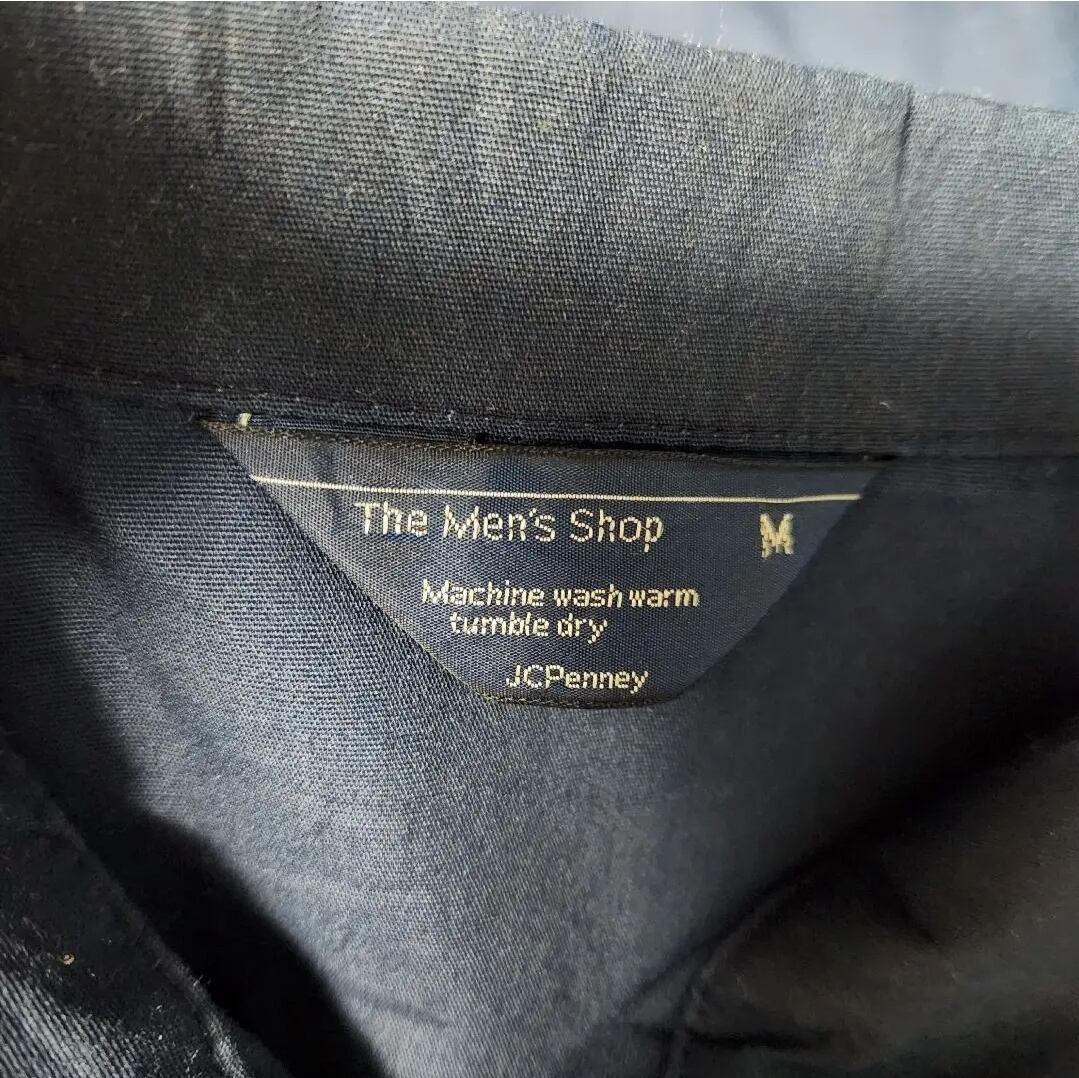 The Men's Shop M
Machine wash warm
tumble dry
JCPenney